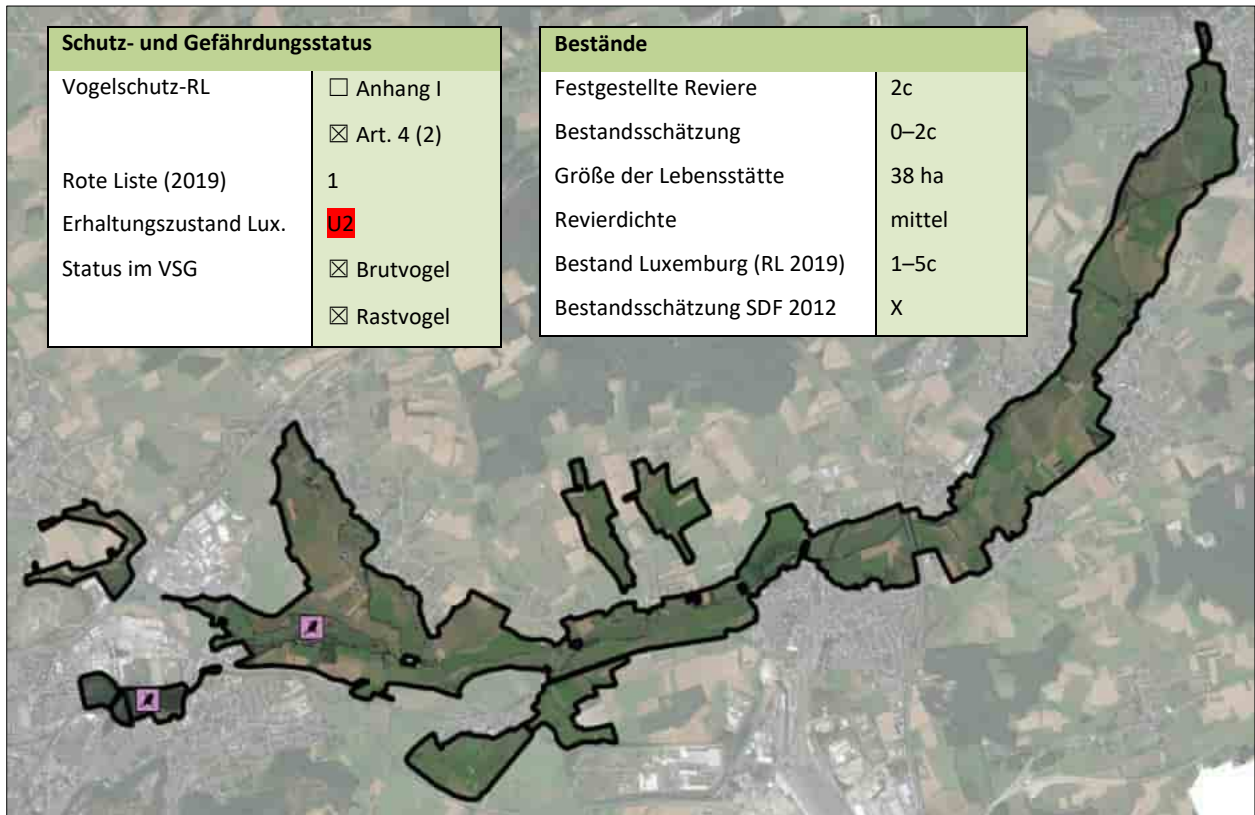 Schutz- und Gefährdungsstatus
Vogelschutz-RL ☐ Anhang I
☒ Art. 4 (2)
Rote Liste (2019) 1
Erhaltungszustand Lux. U2
Status im VSG ☒ Brutvogel
☒ Rastvogel
Bestände
Festgestellte Reviere 2c
Bestandsschätzung 0–2c
Größe der Lebensstätte 38 ha
Revierdichte mittel
Bestand Luxemburg (RL 2019) 1–5c
Bestandsschätzung SDF 2012 X